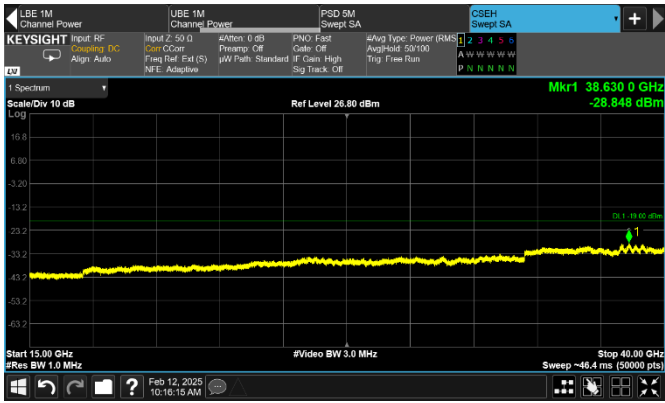 LBE 1M
Channel Power
UBE 1M
Channel Power
PSD 5M
Swept SA
CSEH
Swept SA
KEYSIGHT
Input: RF
Coupling: DC
Align: Auto
Input Z: 50 Ω
Corr CCorr
Freq Ref: Ext (S)
NFE: Adaptive
#Atten: 0 dB
Preamp: Off
µW Path: Standard
PNO: Fast
Gate: Off
IF Gain: High
Sig Track: Off
#Avg Type: Power (RMS
Avg|Hold: 50/100
Trig: Free Run
1 2 3 4 5 6
A W W W W W
P N N N N N
LXI
1 Spectrum
Scale/Div 10 dB
Ref Level 26.80 dBm
Mkr1 38.630 0 GHz
-28.848 dBm
Log
16.8
6.80
-3.20
-13.2
-23.2
-33.2
-43.2
-53.2
-63.2
DL1 -19.00 dBm
1
Start 15.00 GHz
#Res BW 1.0 MHz
#Video BW 3.0 MHz
Stop 40.00 GHz
Sweep ~46.4 ms (50000 pts)
Feb 12, 2025
10:16:15 AM